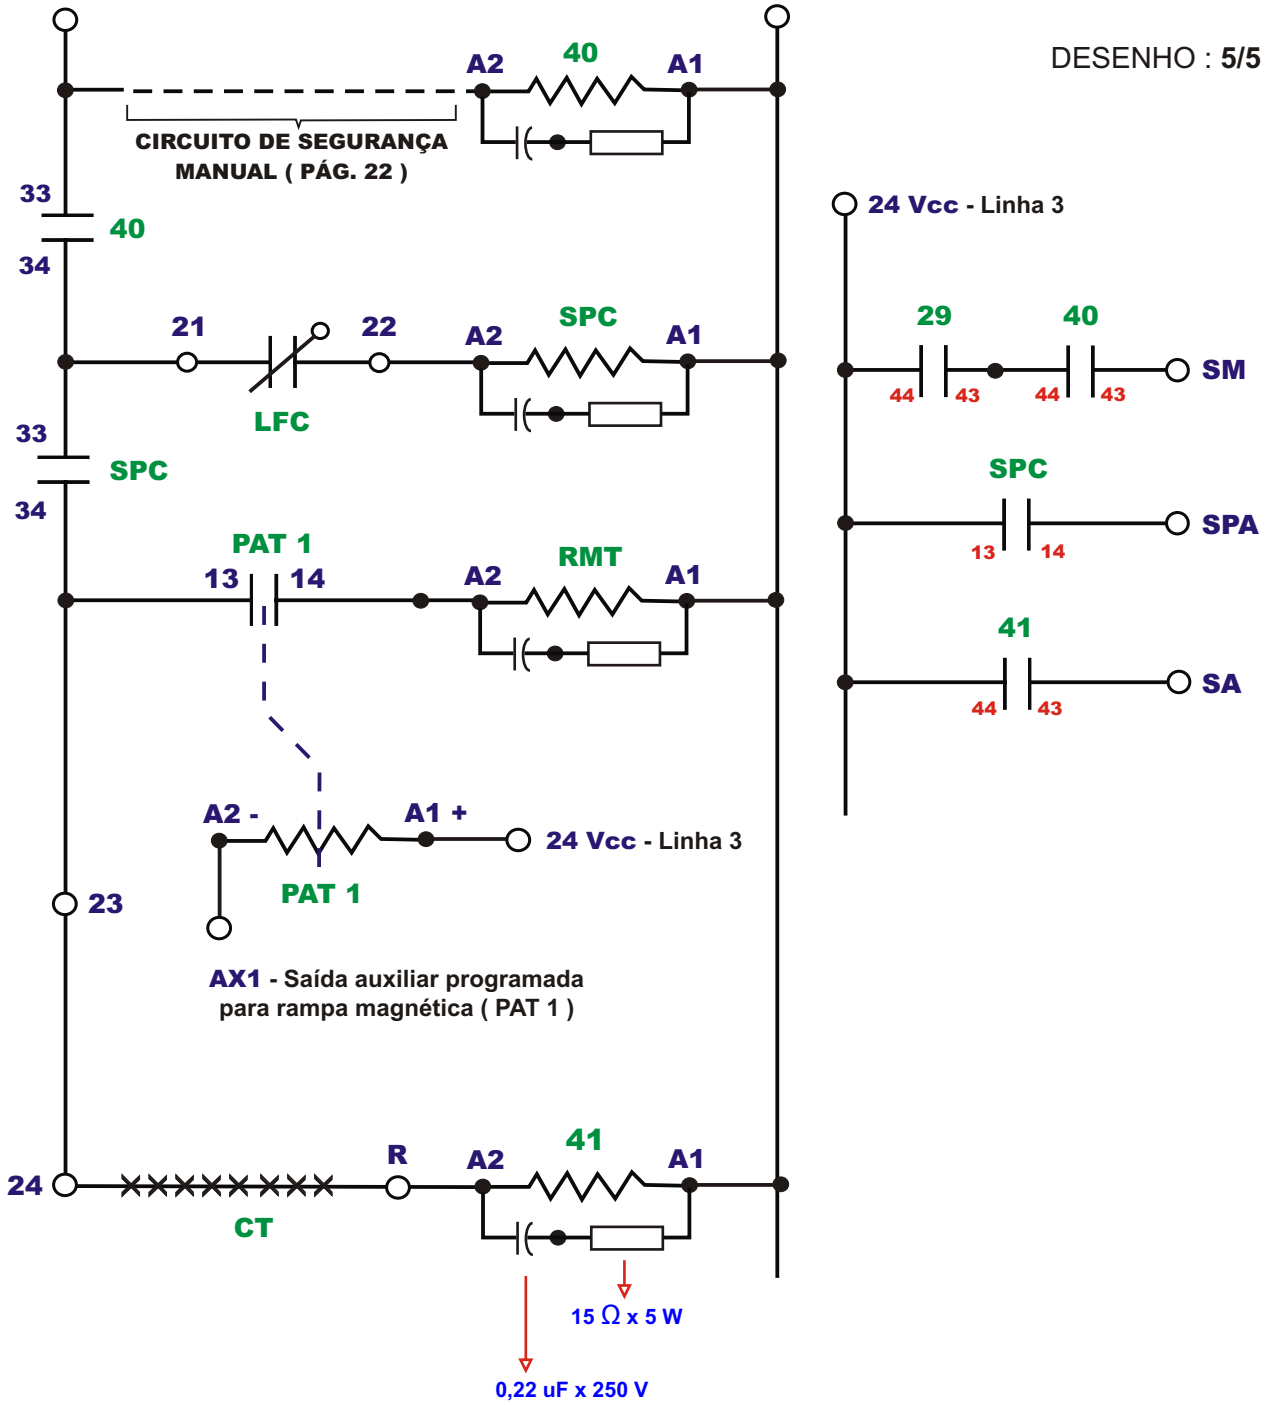 DESENHO : 5/5
A2 40 A1
CIRCUITO DE SEGURANÇA
MANUAL ( PÁG. 22 )
33
40
34
21 22 A2 SPC A1
LFC
33
SPC
34
PAT 1
13 14 A2 RMT A1
A2 - A1 +
24 Vcc - Linha 3
PAT 1
23
AX1 - Saída auxiliar programada
para rampa magnética ( PAT 1 )
24 R A2 41 A1
CT
15 Ω x 5 W
0,22 uF x 250 V
24 Vcc - Linha 3
29 40
SM
44 43 44 43
SPC
SPA
13 14
41
SA
44 43